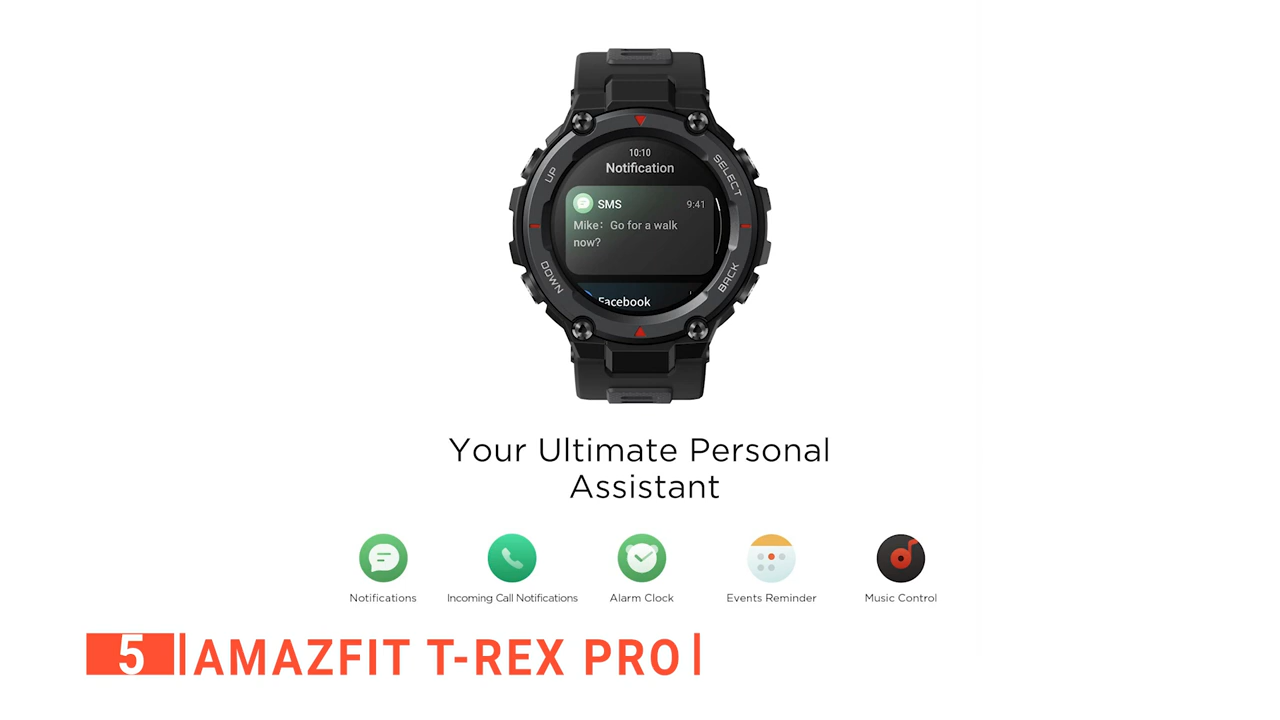 10:10
Notification
SMS 9:41
Mike: Go for a walk
now?
Facebook
UP
SELECT
DOWN
BACK
Your Ultimate Personal
Assistant
Notifications
Incoming Call Notifications
Alarm Clock
Events Reminder
Music Control
5 AMAZFIT T-REX PRO